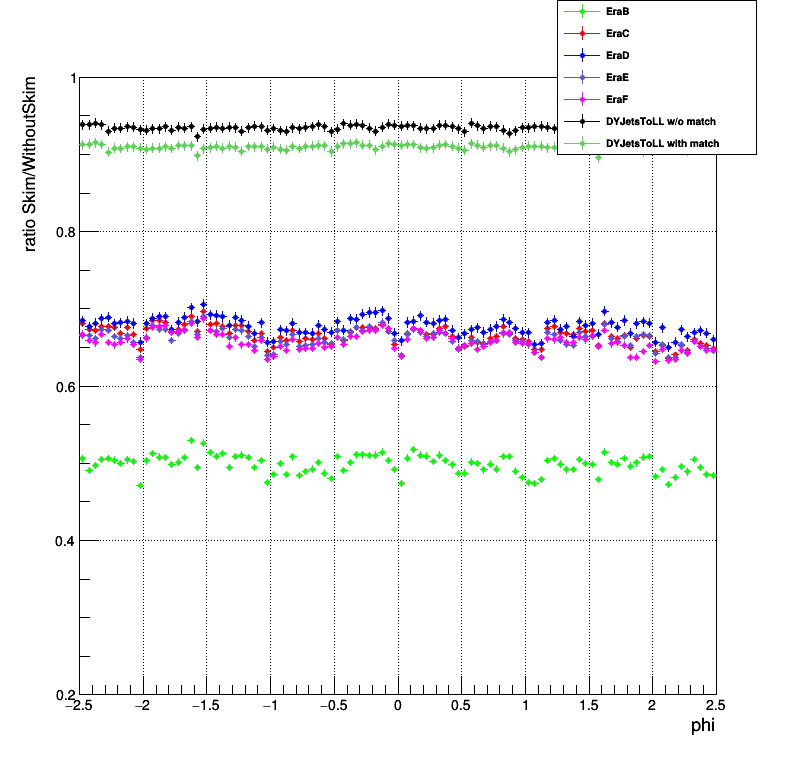 EraB
EraC
EraD
EraE
EraF
DYJetsToLL w/o match
DYJetsToLL with match
ratio Skim/WithoutSkim
1
0.8
0.6
0.4
0.2
−2.5 −2 −1.5 −1 −0.5 0 0.5 1 1.5 2 2.5
phi